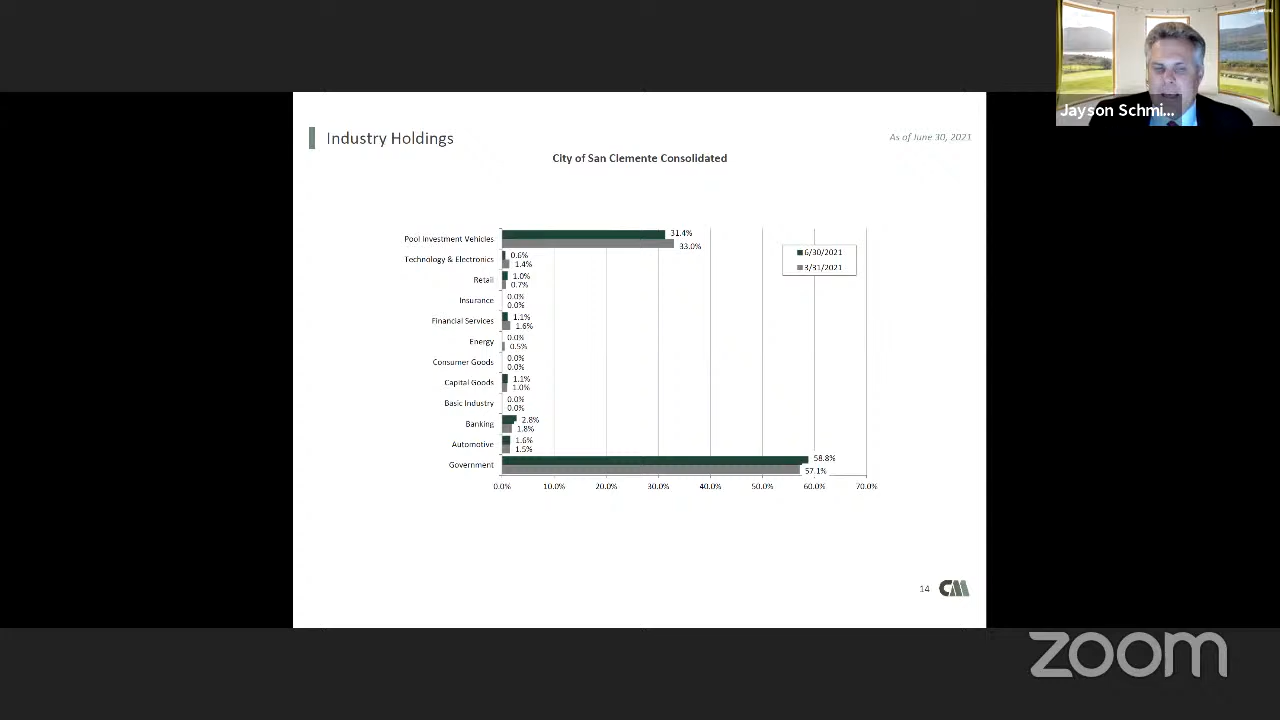 Jayson Schmi...
Industry Holdings
As of June 30, 2021
City of San Clemente Consolidated
Pool Investment Vehicles 31.4% 33.0%
Technology & Electronics 0.6% 1.4%
Retail 1.0% 0.7%
Insurance 0.0% 0.0%
Financial Services 1.1% 1.6%
Energy 0.0% 0.5%
Consumer Goods 0.0% 0.0%
Capital Goods 1.1% 1.0%
Basic Industry 0.0% 0.0%
Banking 2.8% 1.8%
Automotive 1.6% 1.5%
Government 58.8% 57.1%
6/30/2021
3/31/2021
0.0% 10.0% 20.0% 30.0% 40.0% 50.0% 60.0% 70.0%
14 CM
zoom